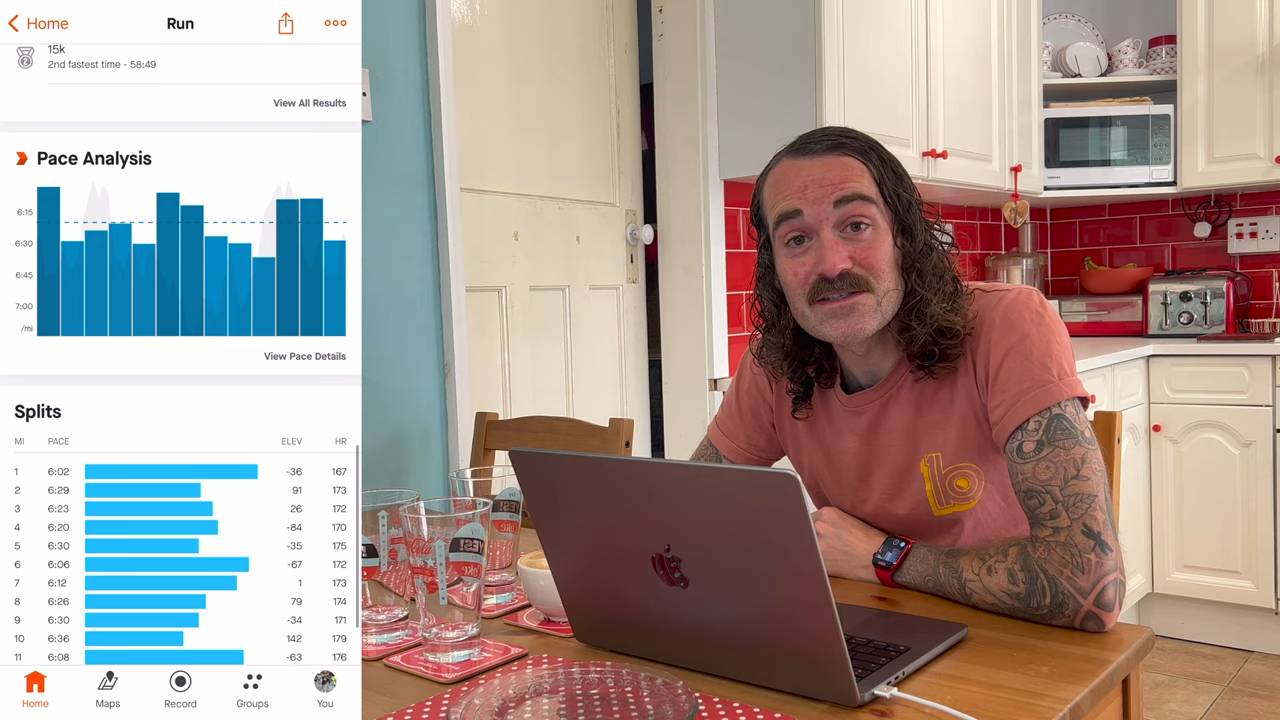 Home
Run
15k
2nd fastest time - 58:49
View All Results
Pace Analysis
6:15
6:30
6:45
7:00
/mi
View Pace Details
Splits
MI PACE ELEV HR
1 6:02 -36 167
2 6:29 91 173
3 6:23 26 172
4 6:20 -84 170
5 6:30 -35 175
6 6:06 -67 172
7 6:12 1 173
8 6:26 79 174
9 6:30 -34 171
10 6:36 142 179
11 6:08 -63 176
Home
Maps
Record
Groups
You
YES!
Coke
1b